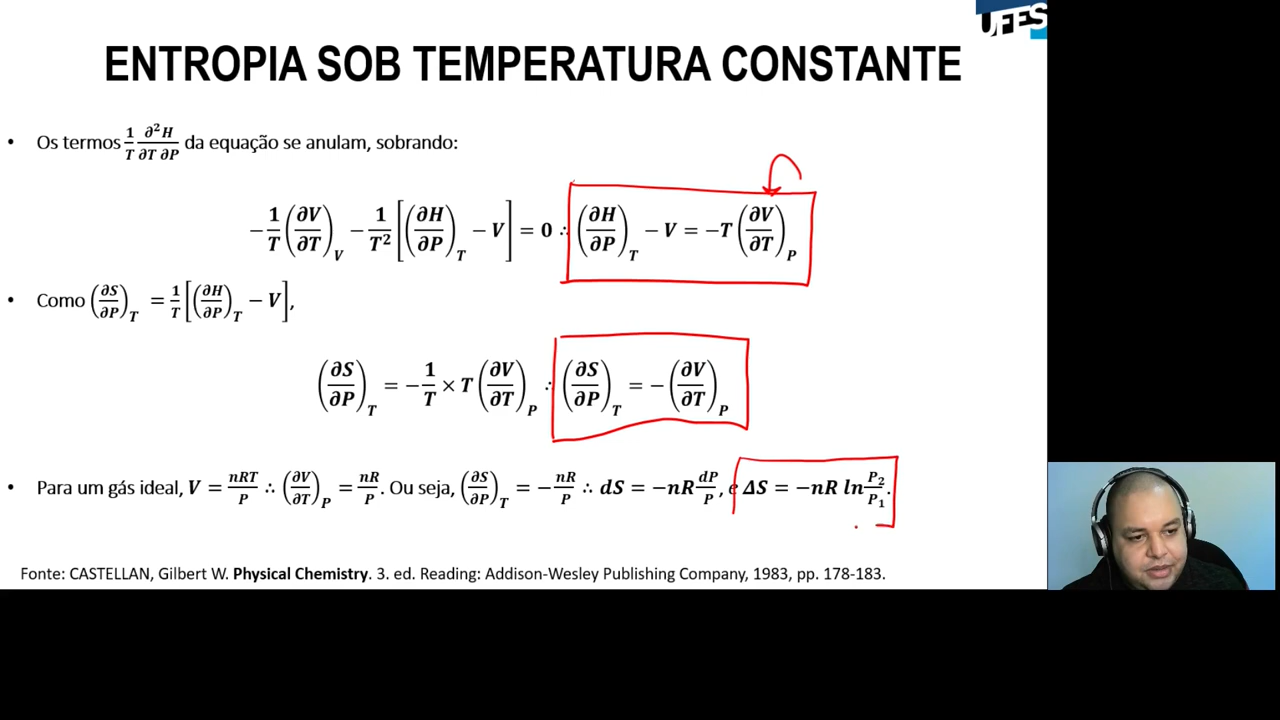 UFES
ENTROPIA SOB TEMPERATURA CONSTANTE
• Os termos 1/T ∂²H/∂T ∂P da equação se anulam, sobrando:
−1/T (∂V/∂T)_V − 1/T² [(∂H/∂P)_T − V] = 0 ∴ (∂H/∂P)_T − V = −T (∂V/∂T)_P
• Como (∂S/∂P)_T = 1/T [(∂H/∂P)_T − V],
(∂S/∂P)_T = −1/T × T (∂V/∂T)_P ∴ (∂S/∂P)_T = −(∂V/∂T)_P
• Para um gás ideal, V = nRT/P ∴ (∂V/∂T)_P = nR/P. Ou seja, (∂S/∂P)_T = −nR/P ∴ dS = −nR dP/P, e ΔS = −nR ln P₂/P₁.
Fonte: CASTELLAN, Gilbert W. Physical Chemistry. 3. ed. Reading: Addison-Wesley Publishing Company, 1983, pp. 178-183.